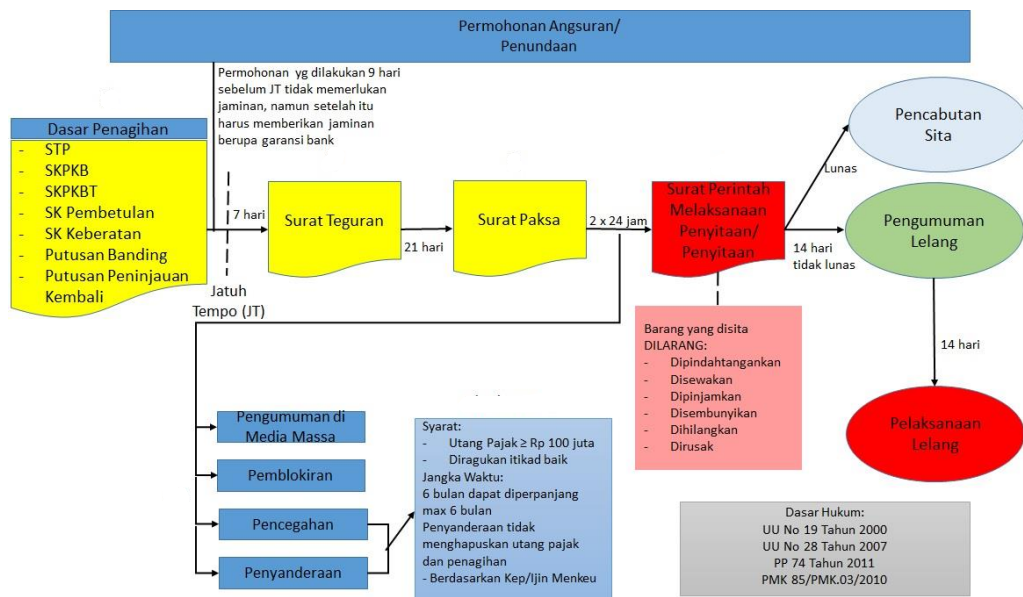 Permohonan Angsuran/
Penundaan
Permohonan yg dilakukan 9 hari
sebelum JT tidak memerlukan
jaminan, namun setelah itu
harus memberikan jaminan
berupa garansi bank
Dasar Penagihan
- STP
- SKPKB
- SKPKBT
- SK Pembetulan
- SK Keberatan
- Putusan Banding
- Putusan Peninjauan
Kembali
7 hari
Jatuh
Tempo (JT)
Surat Teguran
21 hari
Surat Paksa
2 x 24 jam
Surat Perintah
Melaksanaan
Penyitaan/
Penyitaan
Lunas
Pencabutan
Sita
14 hari
tidak lunas
Pengumuman
Lelang
14 hari
Pelaksanaan
Lelang
Barang yang disita
DILARANG:
- Dipindahtangankan
- Disewakan
- Dipinjamkan
- Disembunyikan
- Dihilangkan
- Dirusak
Pengumuman di
Media Massa
Pemblokiran
Pencegahan
Penyanderaan
Syarat:
- Utang Pajak ≥ Rp 100 juta
- Diragukan itikad baik
Jangka Waktu:
6 bulan dapat diperpanjang
max 6 bulan
Penyanderaan tidak
menghapuskan utang pajak
dan penagihan
- Berdasarkan Kep/Ijin Menkeu
Dasar Hukum:
UU No 19 Tahun 2000
UU No 28 Tahun 2007
PP 74 Tahun 2011
PMK 85/PMK.03/2010